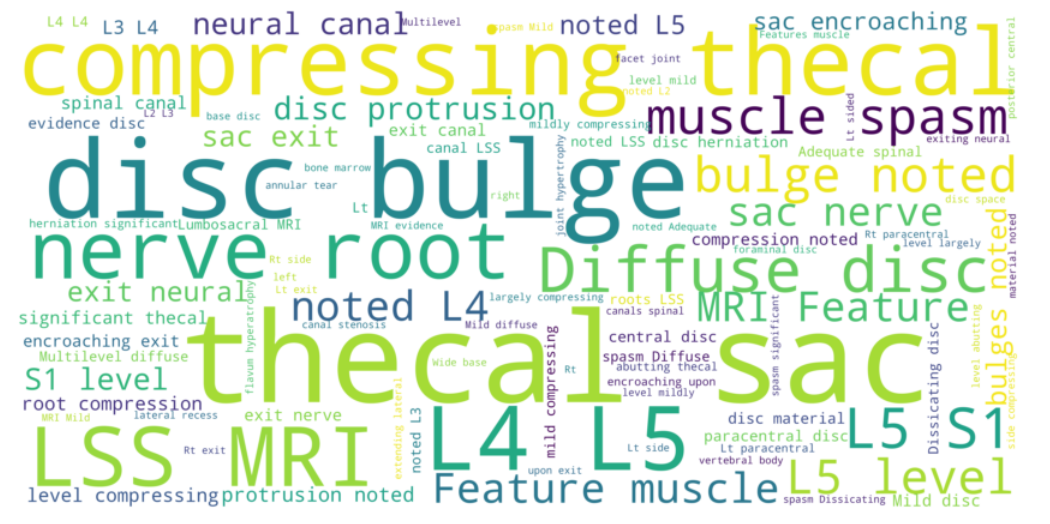 L4 L4
L3 L4
neural canal
Multilevel
spasm Mild
noted L5
sac encroaching
Features muscle
compressing thecal
facet joint
level mild
noted L2
posterior central
spinal canal
L2 L3
base disc
disc protrusion
muscle spasm
Lt sided
evidence disc
sac exit
exit canal
mildly compressing
exiting neural
canal LSS
noted LSS
disc herniation
Adequate spinal
disc bulge
bone marrow
annular tear
right
joint hypertrophy
bulge noted
disc space
Lt
sac nerve
herniation significant
Lumbosacral MRI
MRI evidence
noted Adequate
compression noted
Rt paracentral
level largely
material noted
nerve root
Rt side
foraminal disc
Diffuse disc
bulges noted
left
Lt exit
exit neural
noted L4
largely compressing
roots LSS
canals spinal
MRI Feature
significant thecal
flavum hyperatrophy
canal stenosis
Mild diffuse
thecal sac
spasm significant
level abutting
encroaching exit
mild compressing
central disc
Dissicating disc
Multilevel diffuse
Wide base
spasm Diffuse
abutting thecal
side compressing
S1 level
Rt
encroaching upon
level mildly
root compression
extending lateral
MRI Mild
lateral recess
exit nerve
noted L3
L4 L5
disc material
L5 S1
LSS MRI
Rt exit
Lt side
paracentral disc
Lt paracentral
vertebral body
upon exit
L5 level
level compressing
protrusion noted
Feature muscle
spasm Dissicating
Mild disc